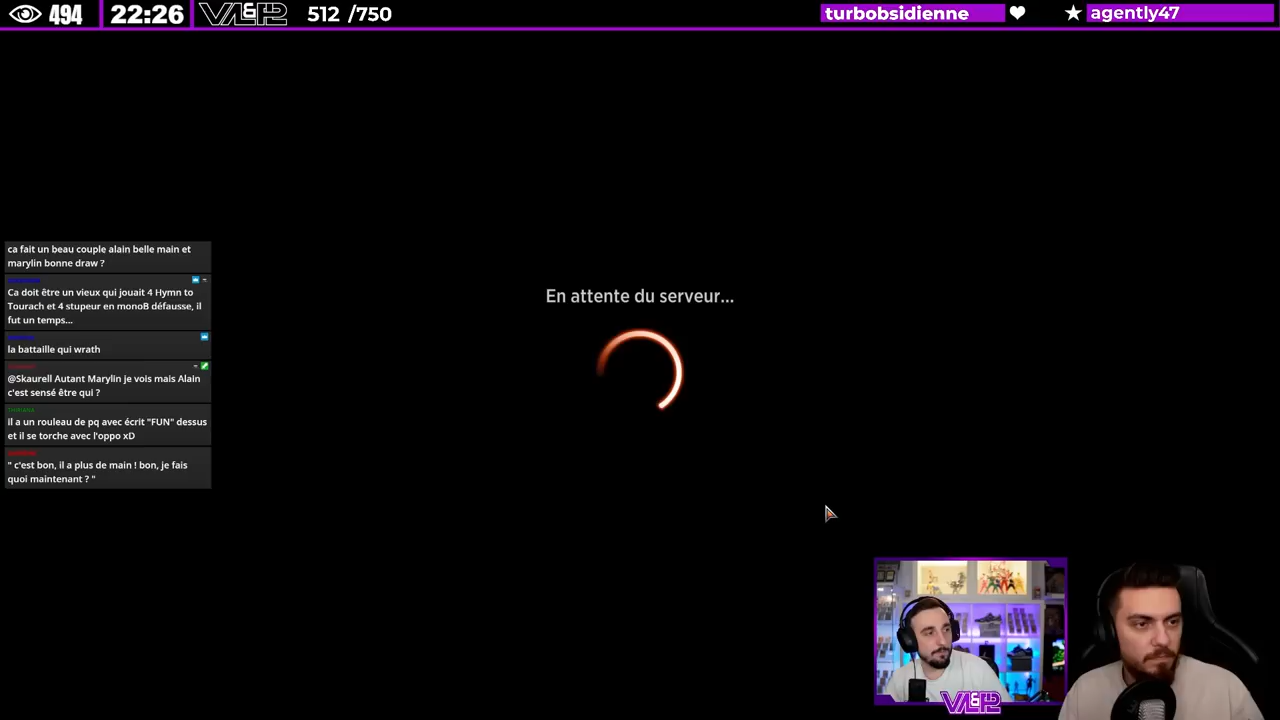 494
22:26
VL&P2
512 /750
turbobsidienne
agently47
ca fait un beau couple alain belle main et
marylin bonne draw ?
Ca doit être un vieux qui jouait 4 Hymn to
Tourach et 4 stupeur en monoB défausse, il
fut un temps...
la battaille qui wrath
@Skaurell Autant Marylin je vois mais Alain
c'est sensé être qui ?
il a un rouleau de pq avec écrit "FUN" dessus
et il se torche avec l'oppo xD
" c'est bon, il a plus de main ! bon, je fais
quoi maintenant ? "
En attente du serveur...